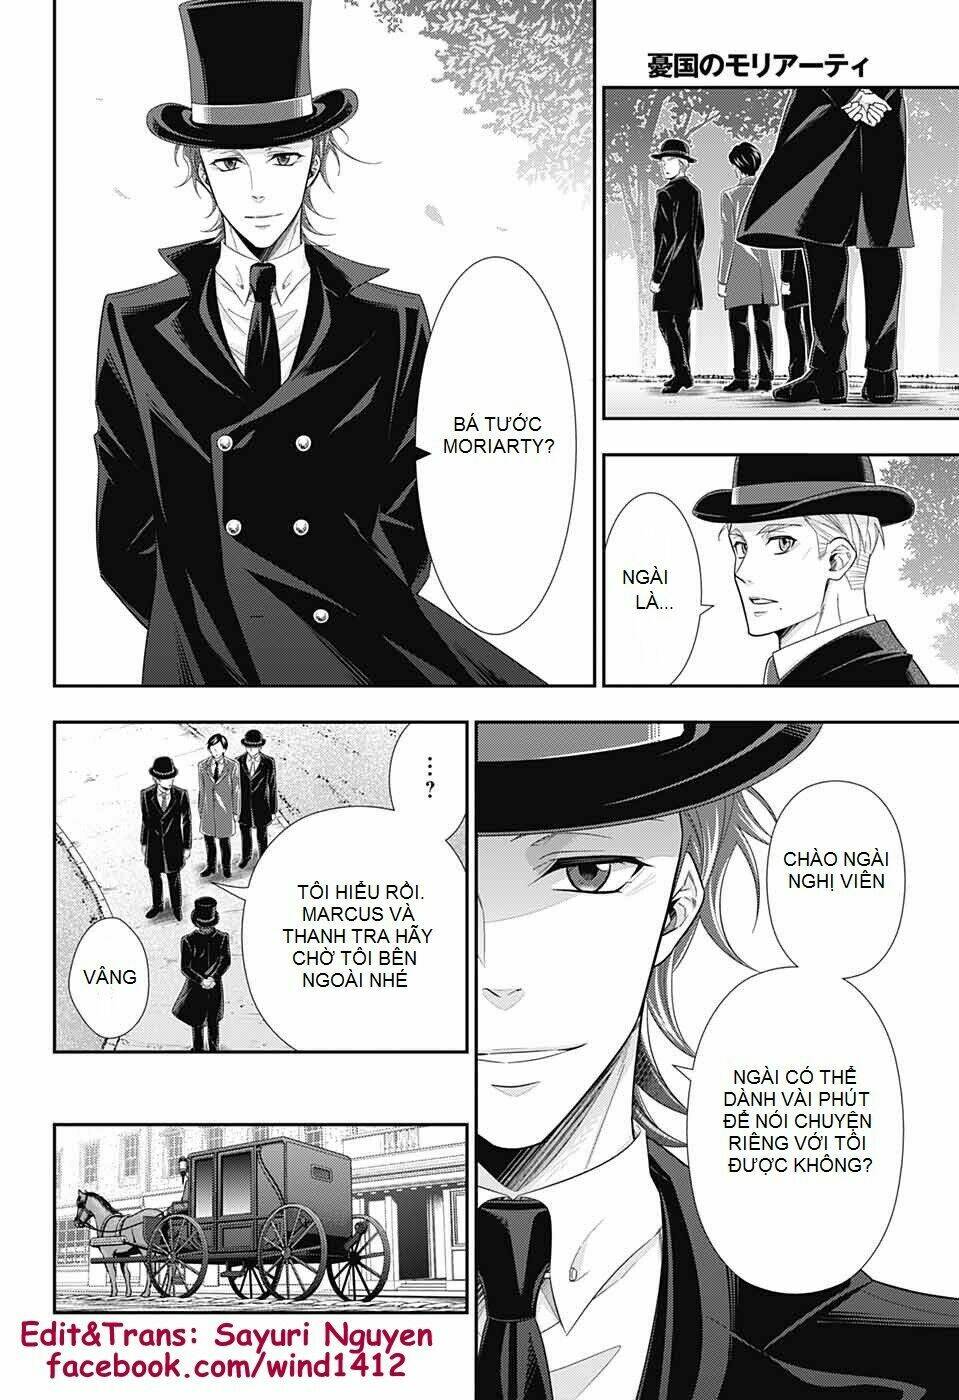 憂国のモリアーティ
NGÀI
LÀ...
BÁ TƯỚC
MORIARTY?
CHÀO NGÀI
NGHỊ VIÊN
NGÀI CÓ THỂ
DÀNH VÀI PHÚT
ĐỂ NÓI CHUYỆN
RIÊNG VỚI TÔI
ĐƯỢC KHÔNG?
...?
TÔI HIỂU RỒI.
MARCUS VÀ
THANH TRA HÃY
CHỜ TÔI BÊN
NGOÀI NHÉ
VÂNG
Edit&Trans: Sayuri Nguyen
facebook.com/wind1412